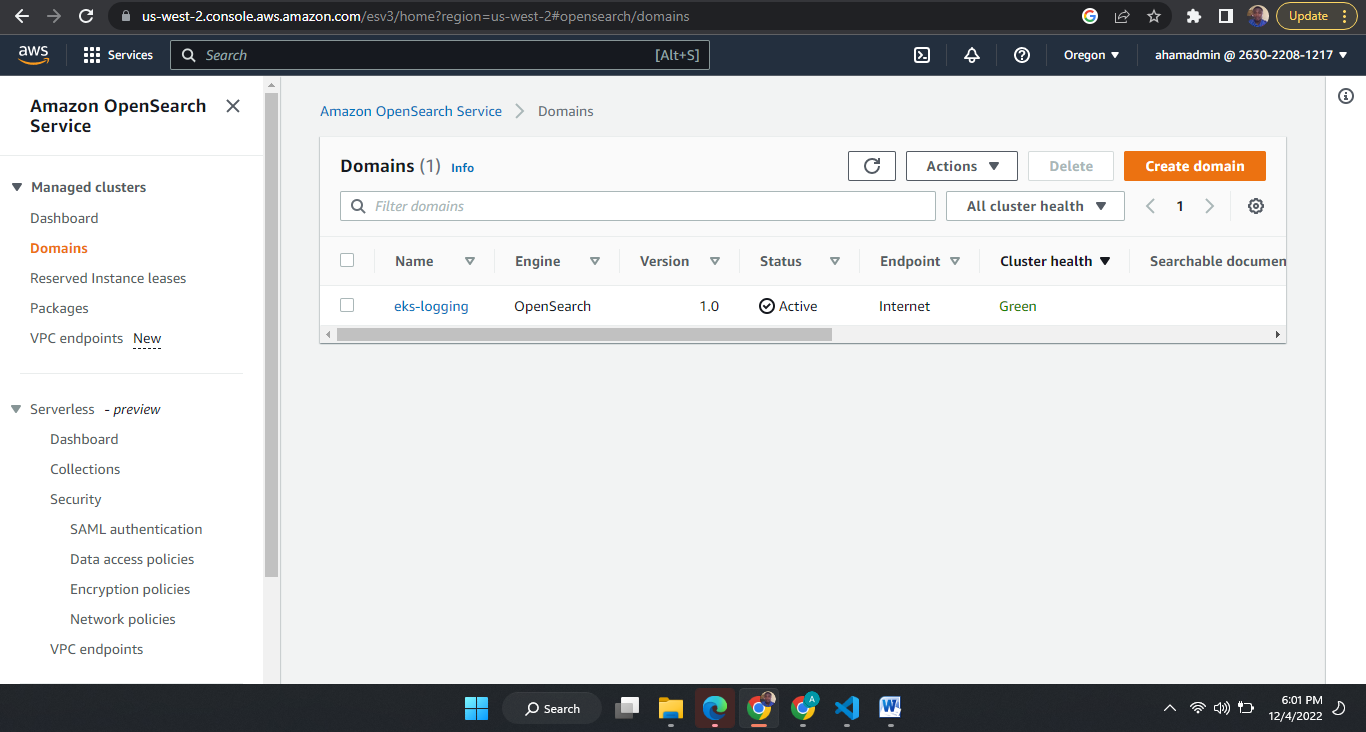 us-west-2.console.aws.amazon.com/esv3/home?region=us-west-2#opensearch/domains
Update
aws
Services
Search
[Alt+S]
Oregon
ahamadmin @ 2630-2208-1217
Amazon OpenSearch
Service
Managed clusters
Dashboard
Domains
Reserved Instance leases
Packages
VPC endpoints New
Serverless - preview
Dashboard
Collections
Security
SAML authentication
Data access policies
Encryption policies
Network policies
VPC endpoints
Amazon OpenSearch Service
Domains
Domains (1) Info
Actions
Delete
Create domain
Filter domains
All cluster health
1
Name Engine Version Status Endpoint Cluster health Searchable documen
eks-logging OpenSearch 1.0 Active Internet Green
Search
A
W
6:01 PM
12/4/2022